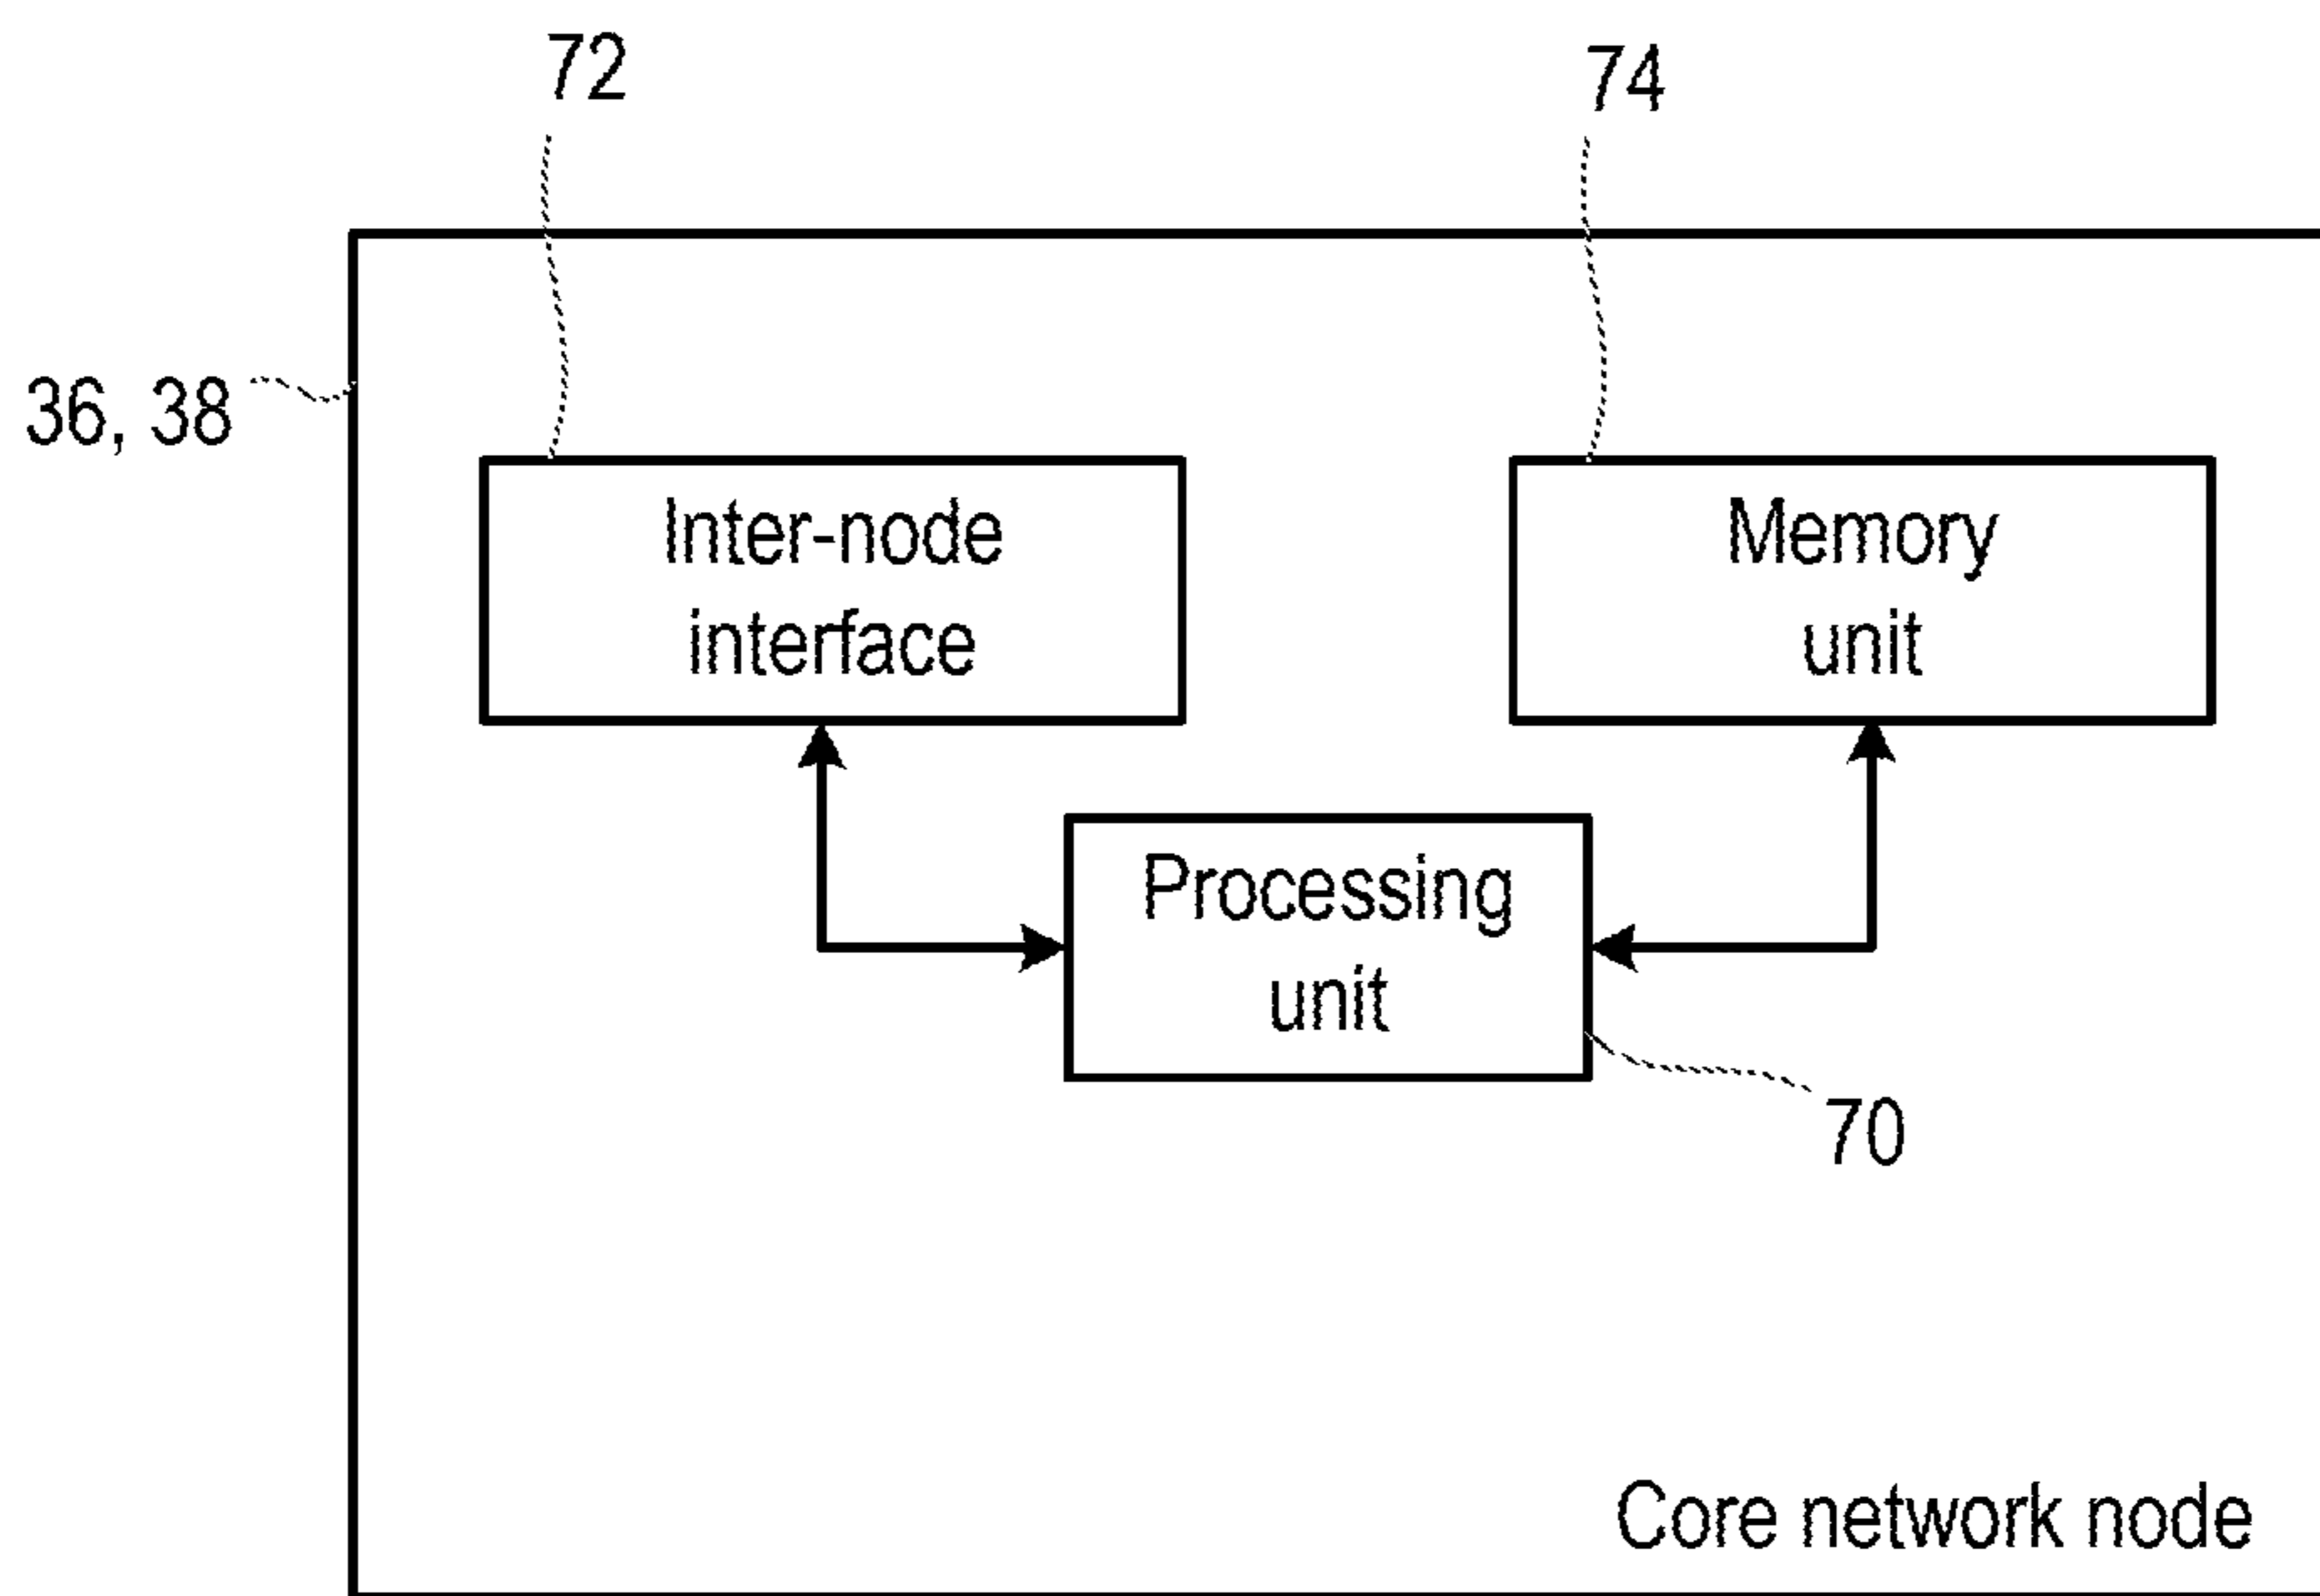 72
74
36, 38
Inter-node
interface
Memory
unit
Processing
unit
70
Core network node